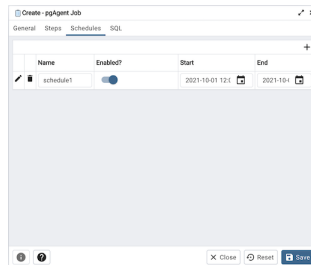 Create - pgAgent Job
General Steps Schedules SQL
Name Enabled? Start End
schedule1 2021-10-01 12:( 2021-10-(
Close Reset Save